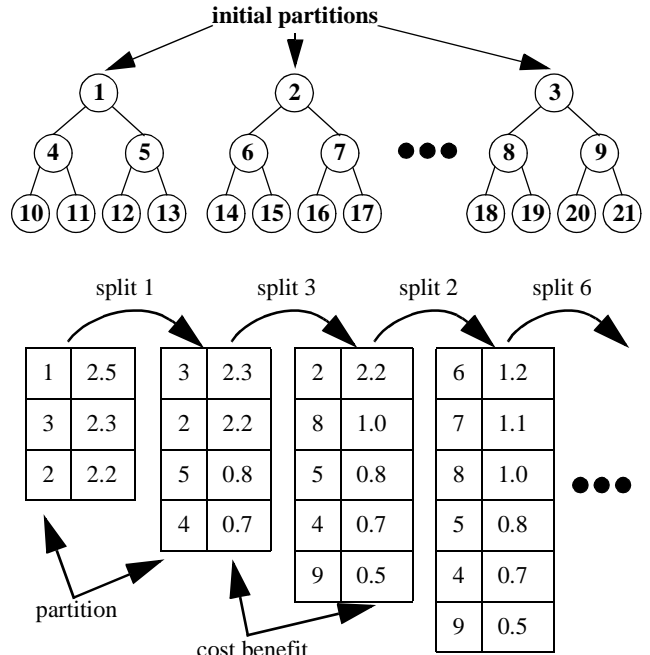 initial partitions
1 2 3
4 5 6 7 8 9
10 11 12 13 14 15 16 17 18 19 20 21
split 1 split 3 split 2 split 6
1 2.5 3 2.3 2 2.2 6 1.2
3 2.3 2 2.2 8 1.0 7 1.1
2 2.2 5 0.8 5 0.8 8 1.0
4 0.7 4 0.7 5 0.8
9 0.5 4 0.7
partition
9 0.5
cost benefit